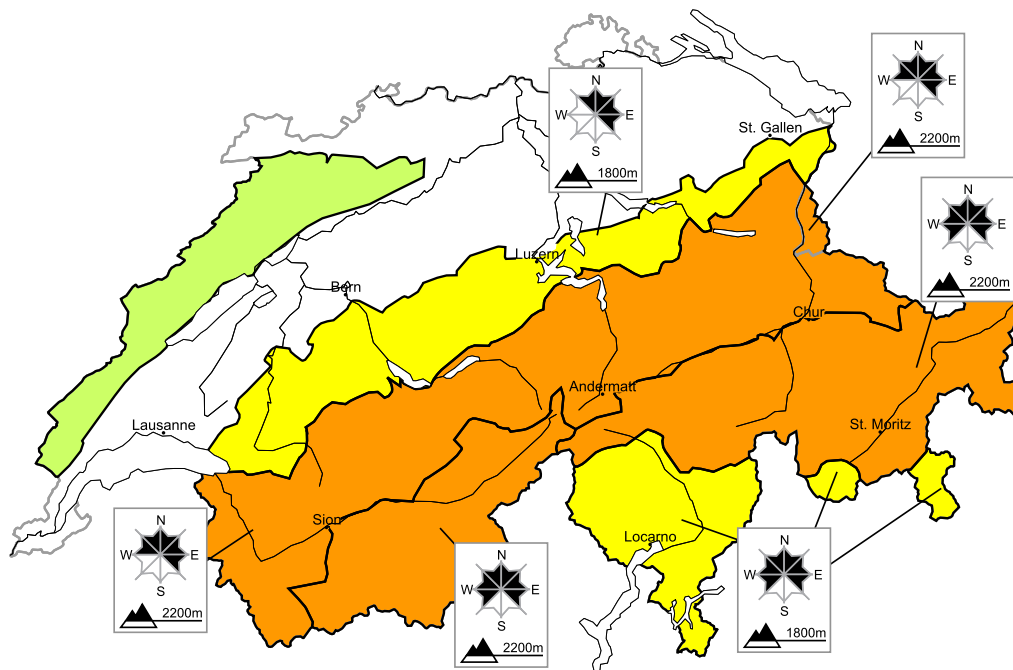 N
W E
S
2200m
N
W E
S
1800m
St. Gallen
N
W E
S
2200m
Luzern
Bern
Chur
Andermatt
Lausanne
St. Moritz
N
W E
S
2200m
Sion
Locarno
N
W E
S
2200m
N
W E
S
1800m